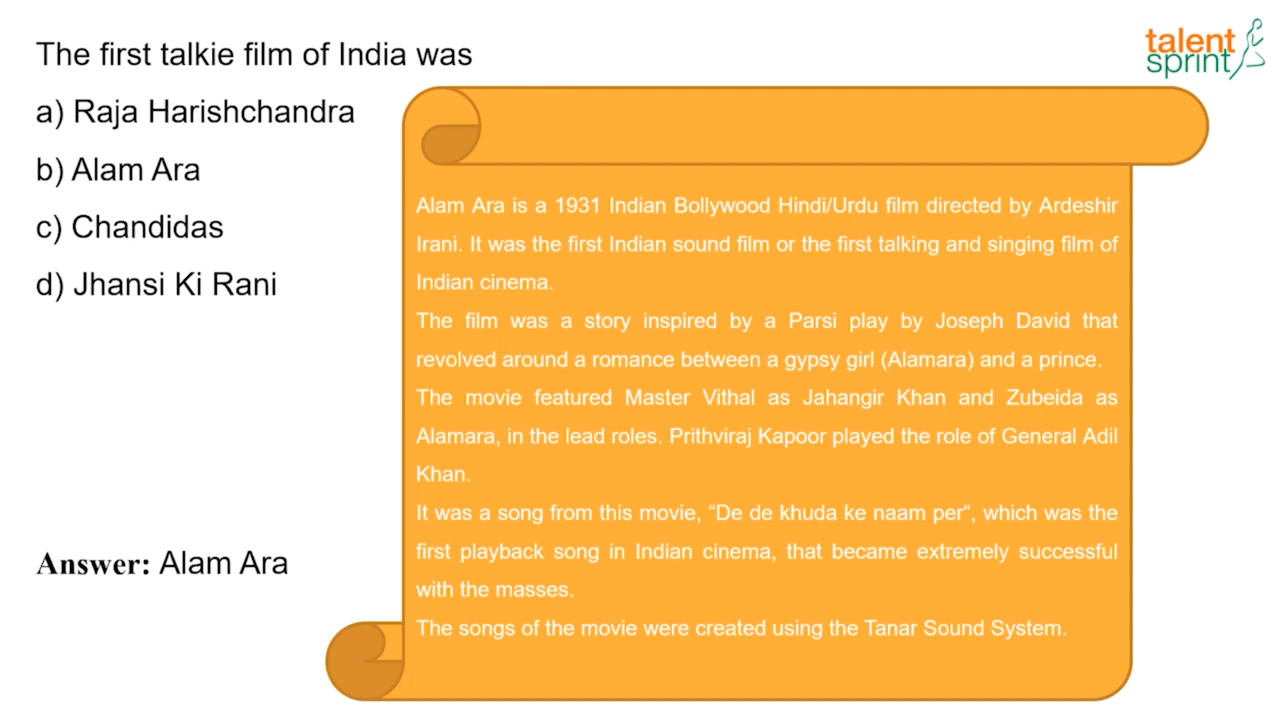 The first talkie film of India was
a) Raja Harishchandra
b) Alam Ara
c) Chandidas
d) Jhansi Ki Rani
Answer: Alam Ara
talent
sprint
Alam Ara is a 1931 Indian Bollywood Hindi/Urdu film directed by Ardeshir
Irani. It was the first Indian sound film or the first talking and singing film of
Indian cinema.
The film was a story inspired by a Parsi play by Joseph David that
revolved around a romance between a gypsy girl (Alamara) and a prince.
The movie featured Master Vithal as Jahangir Khan and Zubeida as
Alamara, in the lead roles. Prithviraj Kapoor played the role of General Adil
Khan.
It was a song from this movie, “De de khuda ke naam per“, which was the
first playback song in Indian cinema, that became extremely successful
with the masses.
The songs of the movie were created using the Tanar Sound System.